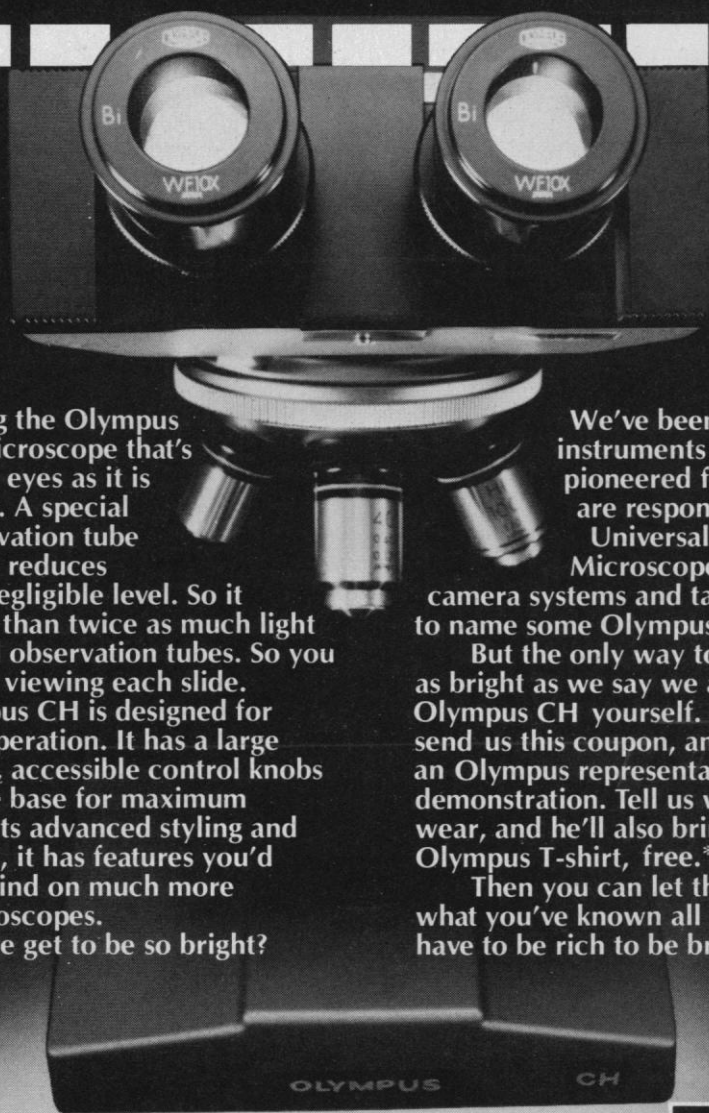 Bi
WF10X
Bi
WF10X
g the Olympus
icroscope that's
eyes as it is
. A special
vation tube
reduces
egligible level. So it
than twice as much light
observation tubes. So you
viewing each slide.
ous CH is designed for
peration. It has a large
, accessible control knobs
base for maximum
ts advanced styling and
, it has features you'd
ind on much more
oscopes.
e get to be so bright?
We've been
instruments
pioneered f
are respon
Universal
Microscope
camera systems and ta
to name some Olympus
But the only way to
as bright as we say we a
Olympus CH yourself.
send us this coupon, an
an Olympus representa
demonstration. Tell us w
wear, and he'll also bri
Olympus T-shirt, free.*
Then you can let th
what you've known all
have to be rich to be br
OLYMPUS
CH